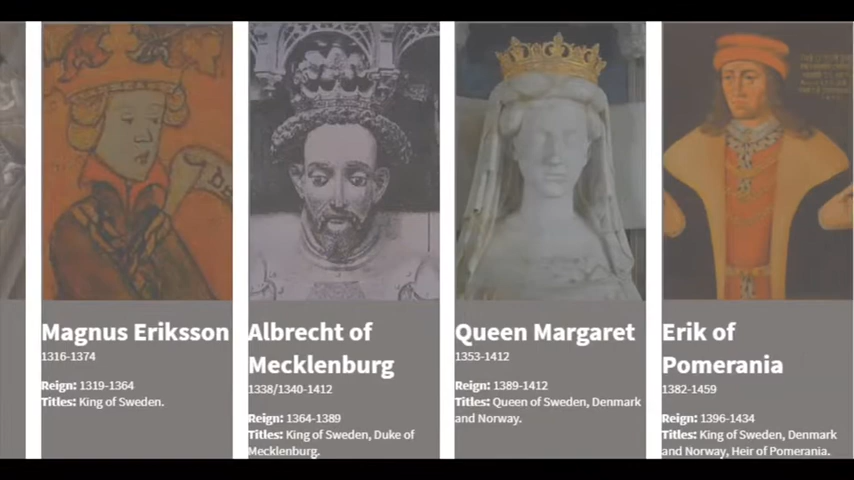 Magnus Eriksson
1316-1374
Reign: 1319-1364
Titles: King of Sweden.
Albrecht of
Mecklenburg
1338/1340-1412
Reign: 1364-1389
Titles: King of Sweden, Duke of
Mecklenburg.
Queen Margaret
1353-1412
Reign: 1389-1412
Titles: Queen of Sweden, Denmark
and Norway.
Erik of
Pomerania
1382-1459
Reign: 1396-1434
Titles: King of Sweden, Denmark
and Norway, Heir of Pomerania.